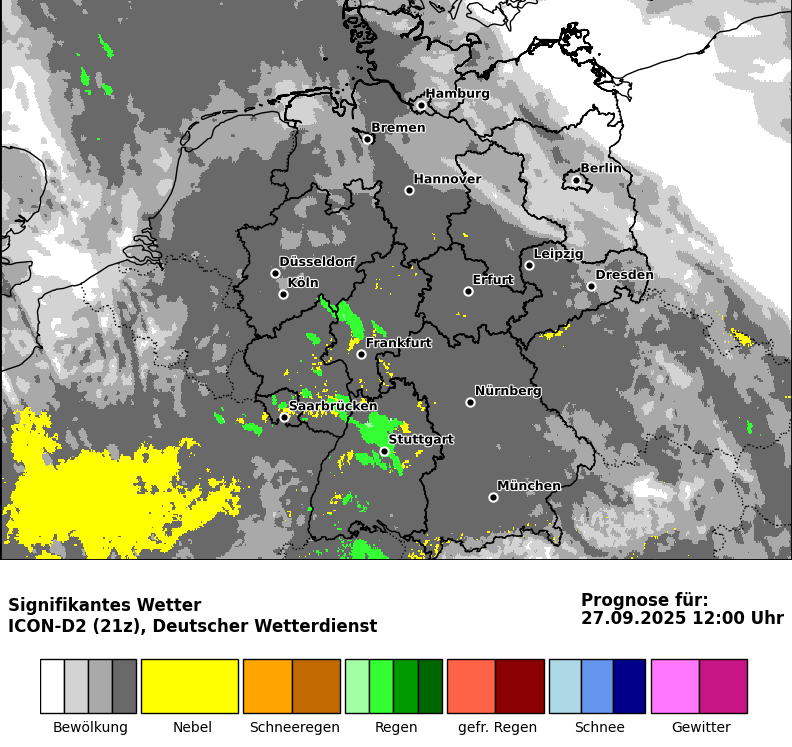 Hamburg
Bremen
Berlin
Hannover
Düsseldorf
Leipzig
Köln
Erfurt
Dresden
Frankfurt
Nürnberg
Saarbrücken
Stuttgart
München
Signifikantes Wetter
ICON-D2 (21z), Deutscher Wetterdienst
Prognose für:
27.09.2025 12:00 Uhr
Bewölkung Nebel Schneeregen Regen gefr. Regen Schnee Gewitter